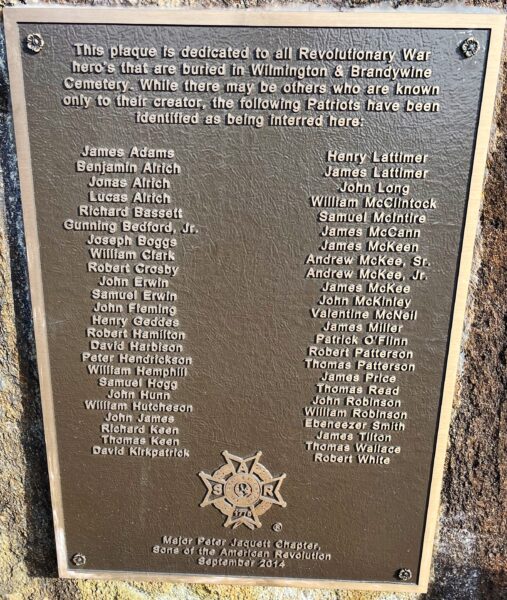 This plaque is dedicated to all Revolutionary War
hero's that are buried in Wilmington & Brandywine
Cemetery. While there may be others who are known
only to their creator, the following Patriots have been
identified as being interred here:
James Adams
Benjamin Alrich
Jonas Alrich
Lucas Alrich
Richard Bassett
Gunning Bedford, Jr.
Joseph Boggs
William Clark
Robert Crosby
John Erwin
Samuel Erwin
John Fleming
Henry Geddes
Robert Hamilton
David Harbison
Peter Hendrickson
William Hemphill
Samuel Hogg
John Hunn
William Hutcheson
John James
Richard Keen
Thomas Keen
David Kirkpatrick
Henry Lattimer
James Lattimer
John Long
William McClintock
Samuel McIntire
James McCann
James McKeen
Andrew McKee, Sr.
Andrew McKee, Jr.
James McKee
John McKinley
Valentine McNeil
James Miller
Patrick O'Flinn
Robert Patterson
Thomas Patterson
James Price
Thomas Read
John Robinson
William Robinson
Ebeneezer Smith
James Tilton
Thomas Wallace
Robert White
SAR
1776
®
Major Peter Jaquett Chapter,
Sons of the American Revolution
September 2014